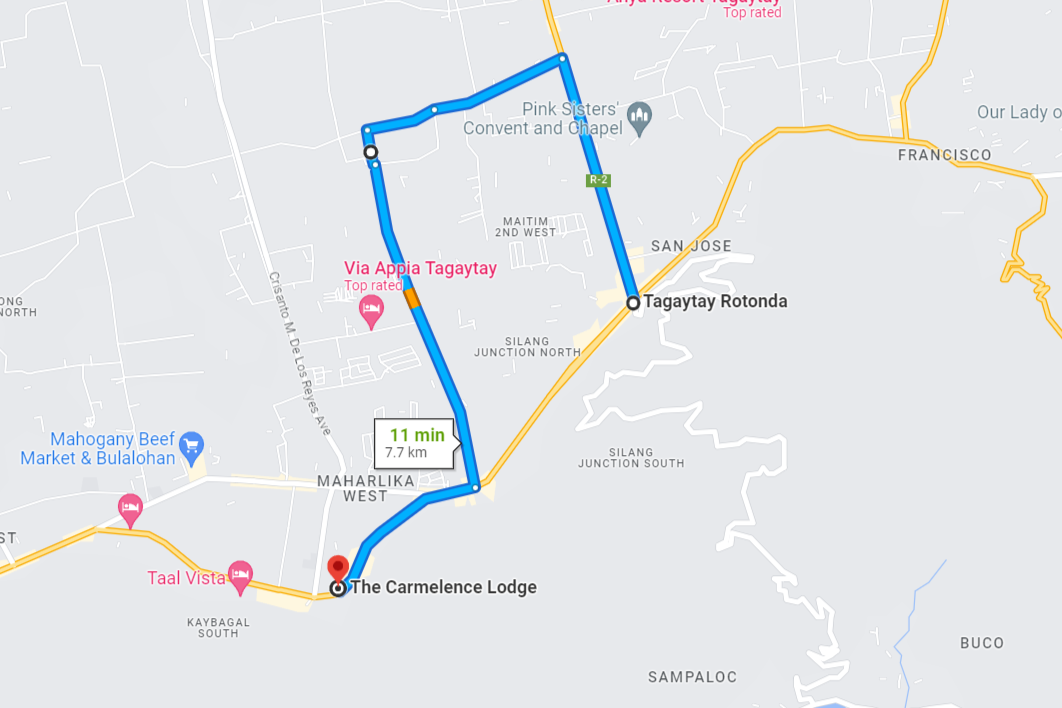 Anya Resort Tagaytay
Top rated
Pink Sisters'
Convent and Chapel
Our Lady o
FRANCISCO
R-2
MAITIM
2ND WEST
SAN JOSE
Via Appia Tagaytay
Top rated
Tagaytay Rotonda
ONG
NORTH
Crisanto M. De Los Reyes Ave
SILANG
JUNCTION NORTH
11 min
7.7 km
Mahogany Beef
Market & Bulalohan
SILANG
JUNCTION SOUTH
MAHARLIKA
WEST
ST
Taal Vista
The Carmelence Lodge
KAYBAGAL
SOUTH
BUCO
SAMPALOC